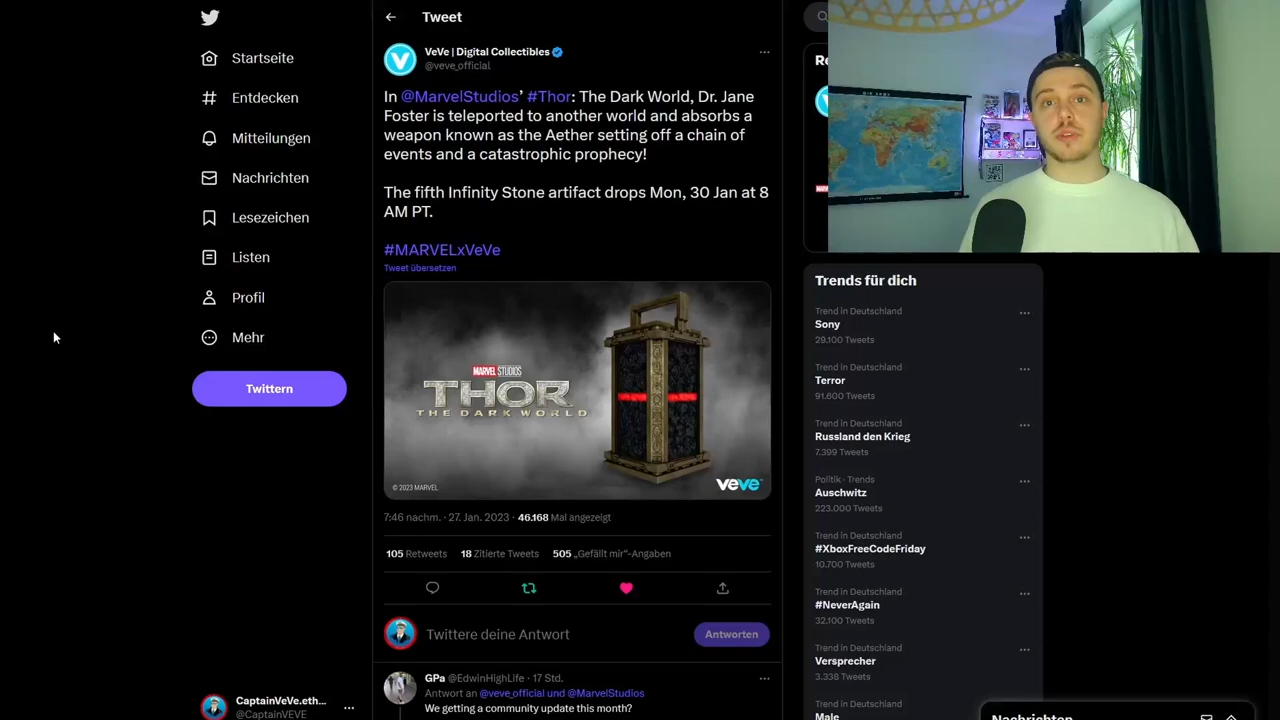 Tweet
Startseite
Entdecken
Mitteilungen
Nachrichten
Lesezeichen
Listen
Profil
Mehr
Twittern
CaptainVeVe.eth...
@CaptainVEVE
VeVe | Digital Collectibles
@veve_official
In @MarvelStudios’ #Thor: The Dark World, Dr. Jane
Foster is teleported to another world and absorbs a
weapon known as the Aether setting off a chain of
events and a catastrophic prophecy!
The fifth Infinity Stone artifact drops Mon, 30 Jan at 8
AM PT.
#MARVELxVeVe
Tweet übersetzen
MARVEL STUDIOS
THOR
THE DARK WORLD
© 2023 MARVEL
veve
7:46 nachm. · 27. Jan. 2023 · 46.168 Mal angezeigt
105 Retweets 18 Zitierte Tweets 505 „Gefällt mir“-Angaben
Twittere deine Antwort
Antworten
GPa @EdwinHighLife · 17 Std.
Antwort an @veve_official und @MarvelStudios
We getting a community update this month?
Trends für dich
Trend in Deutschland
Sony
29.100 Tweets
Trend in Deutschland
Terror
91.600 Tweets
Trend in Deutschland
Russland den Krieg
7.399 Tweets
Politik · Trends
Auschwitz
223.000 Tweets
Trend in Deutschland
#XboxFreeCodeFriday
10.700 Tweets
Trend in Deutschland
#NeverAgain
32.100 Tweets
Trend in Deutschland
Versprecher
3.338 Tweets
Trend in Deutschland
Male
Nachrichten